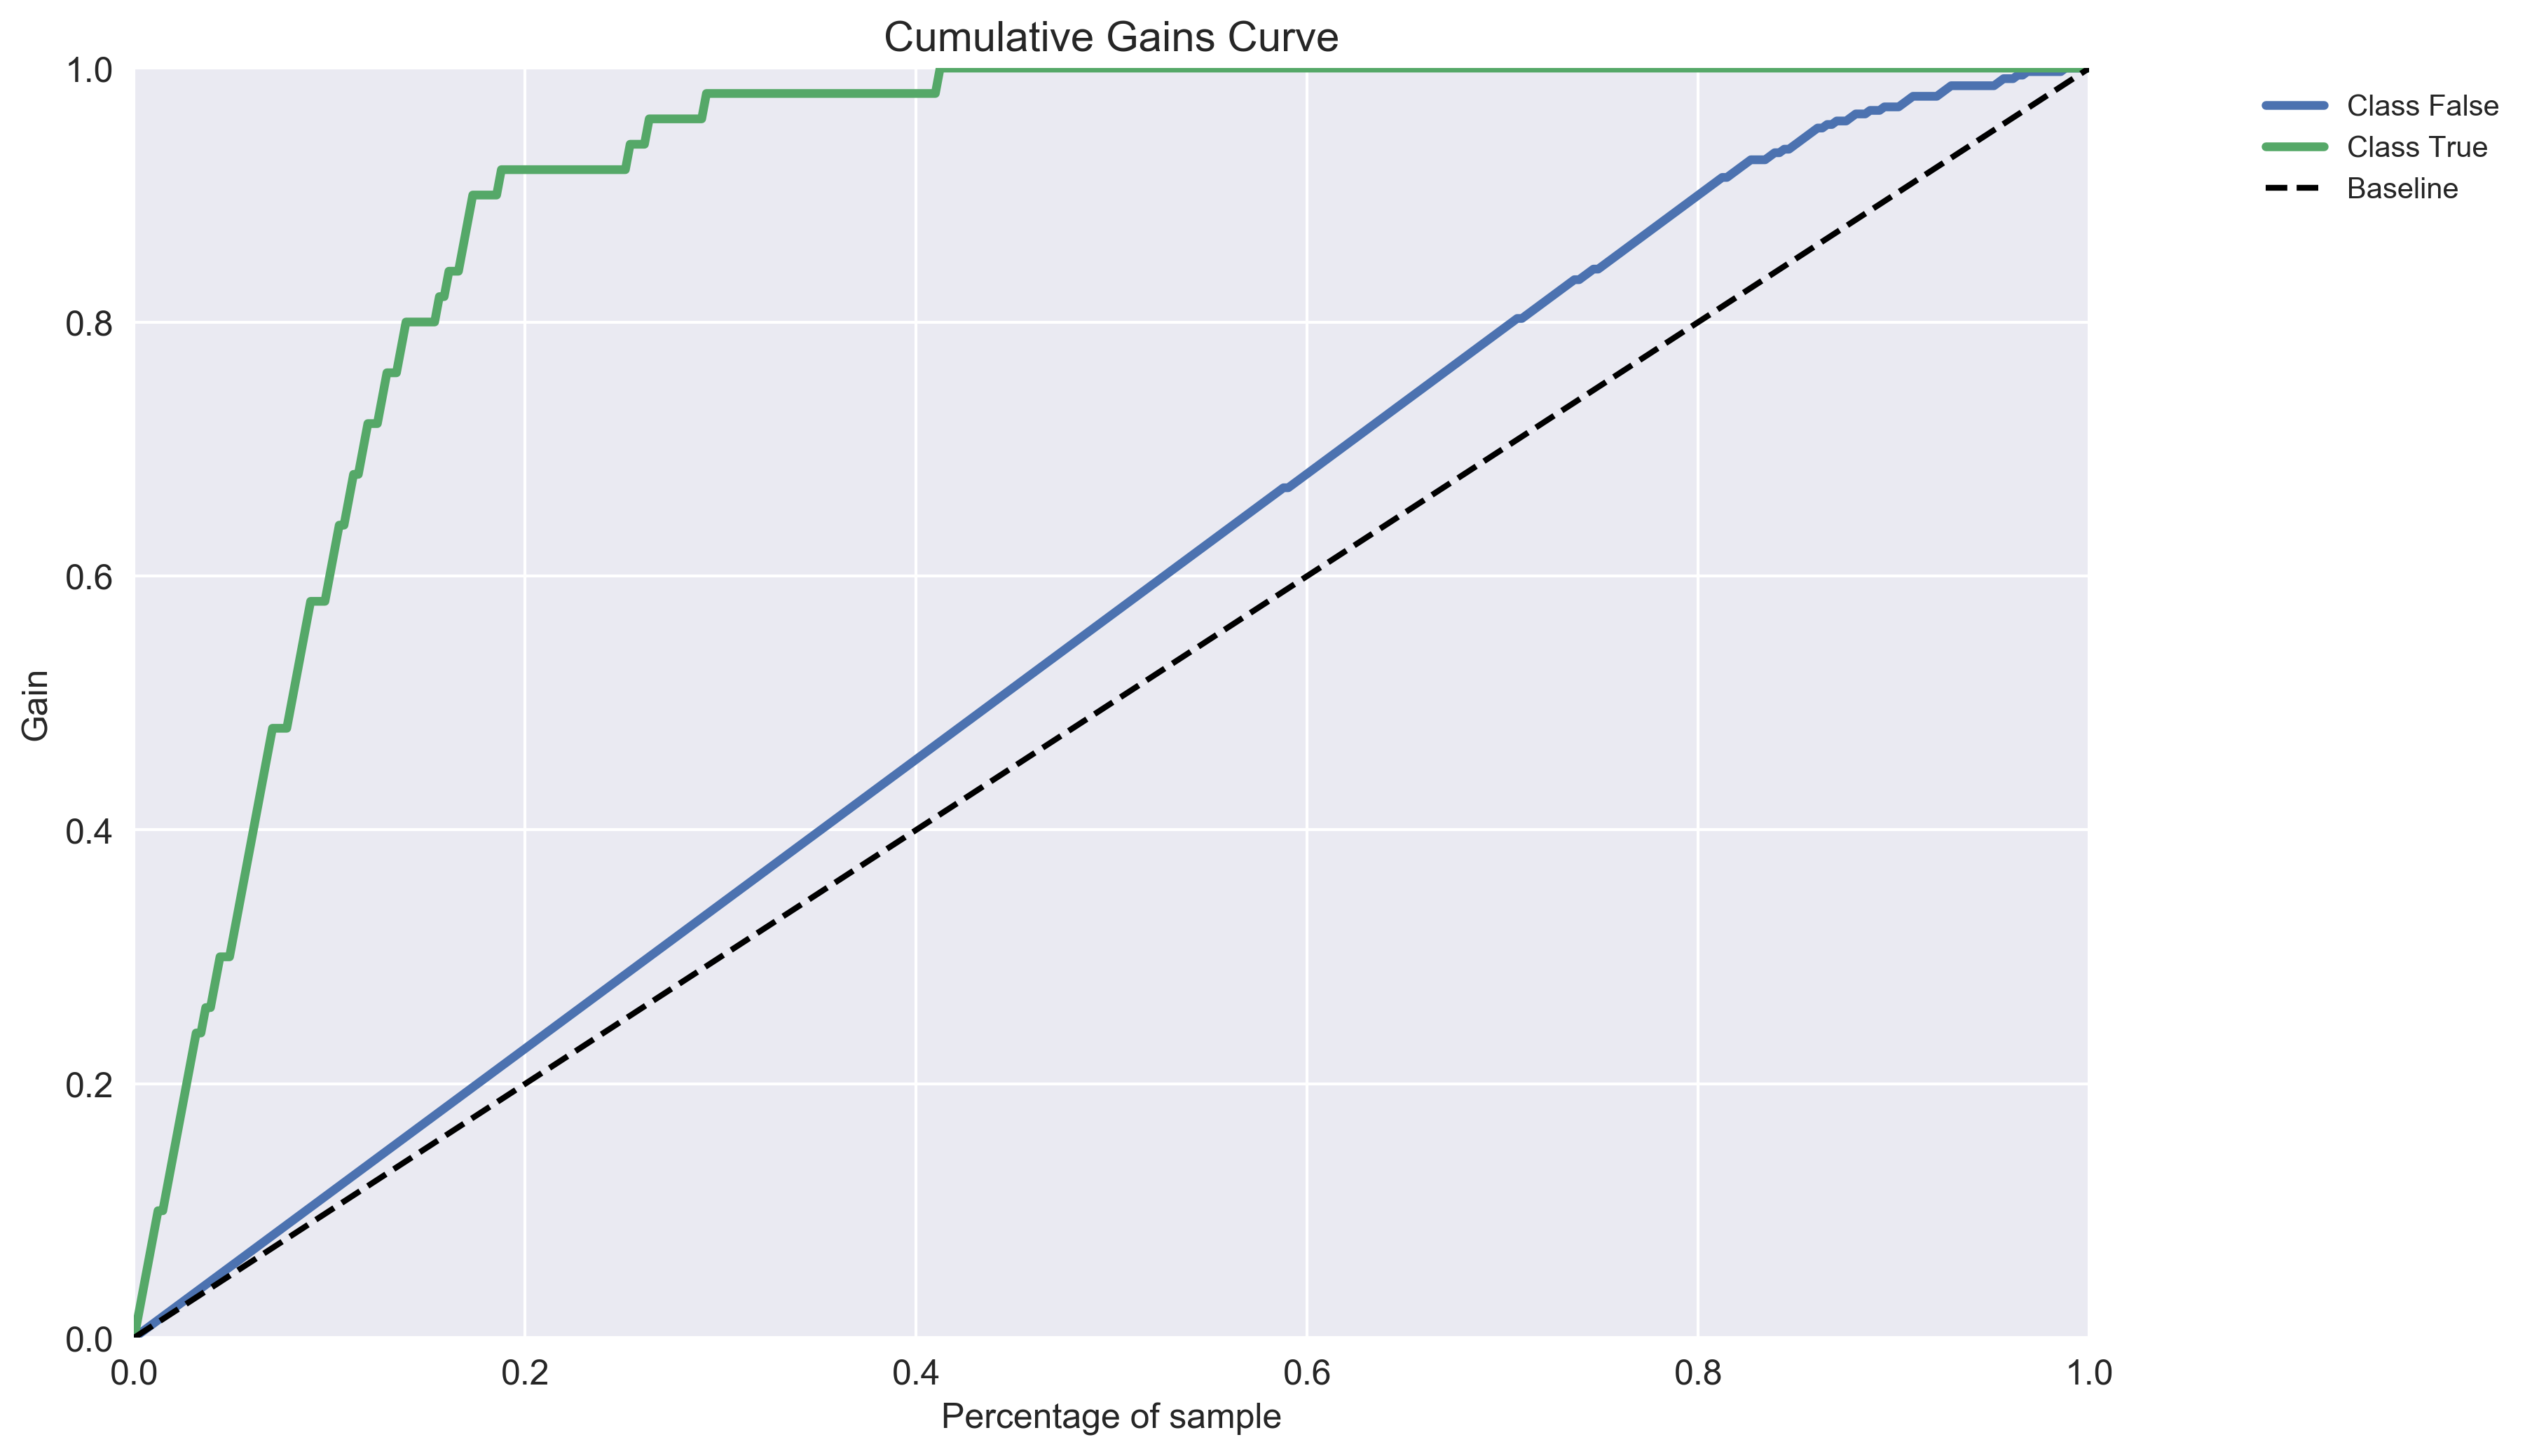 Cumulative Gains Curve
1.0
0.8
0.6
0.4
0.2
0.0
Gain
0.0 0.2 0.4 0.6 0.8 1.0
Percentage of sample
Class False
Class True
Baseline